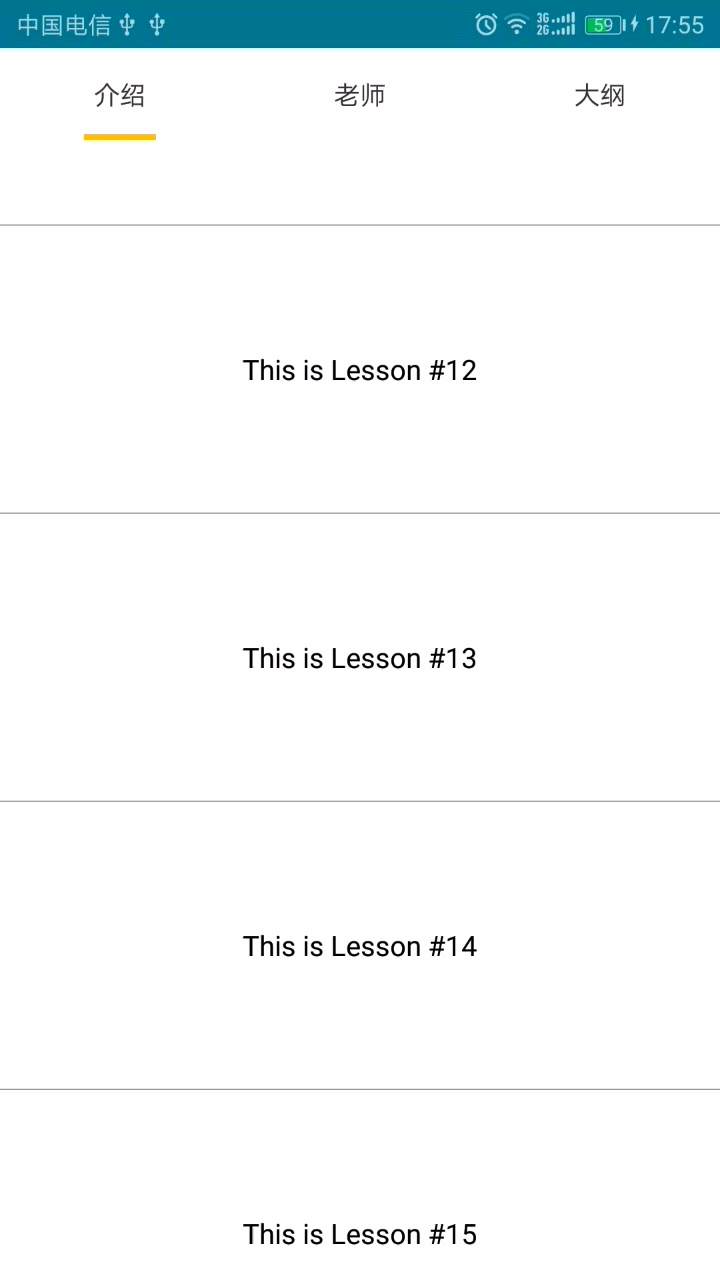 中国电信 3G 2G 59 17:55
介绍 老师 大纲
This is Lesson #12
This is Lesson #13
This is Lesson #14
This is Lesson #15